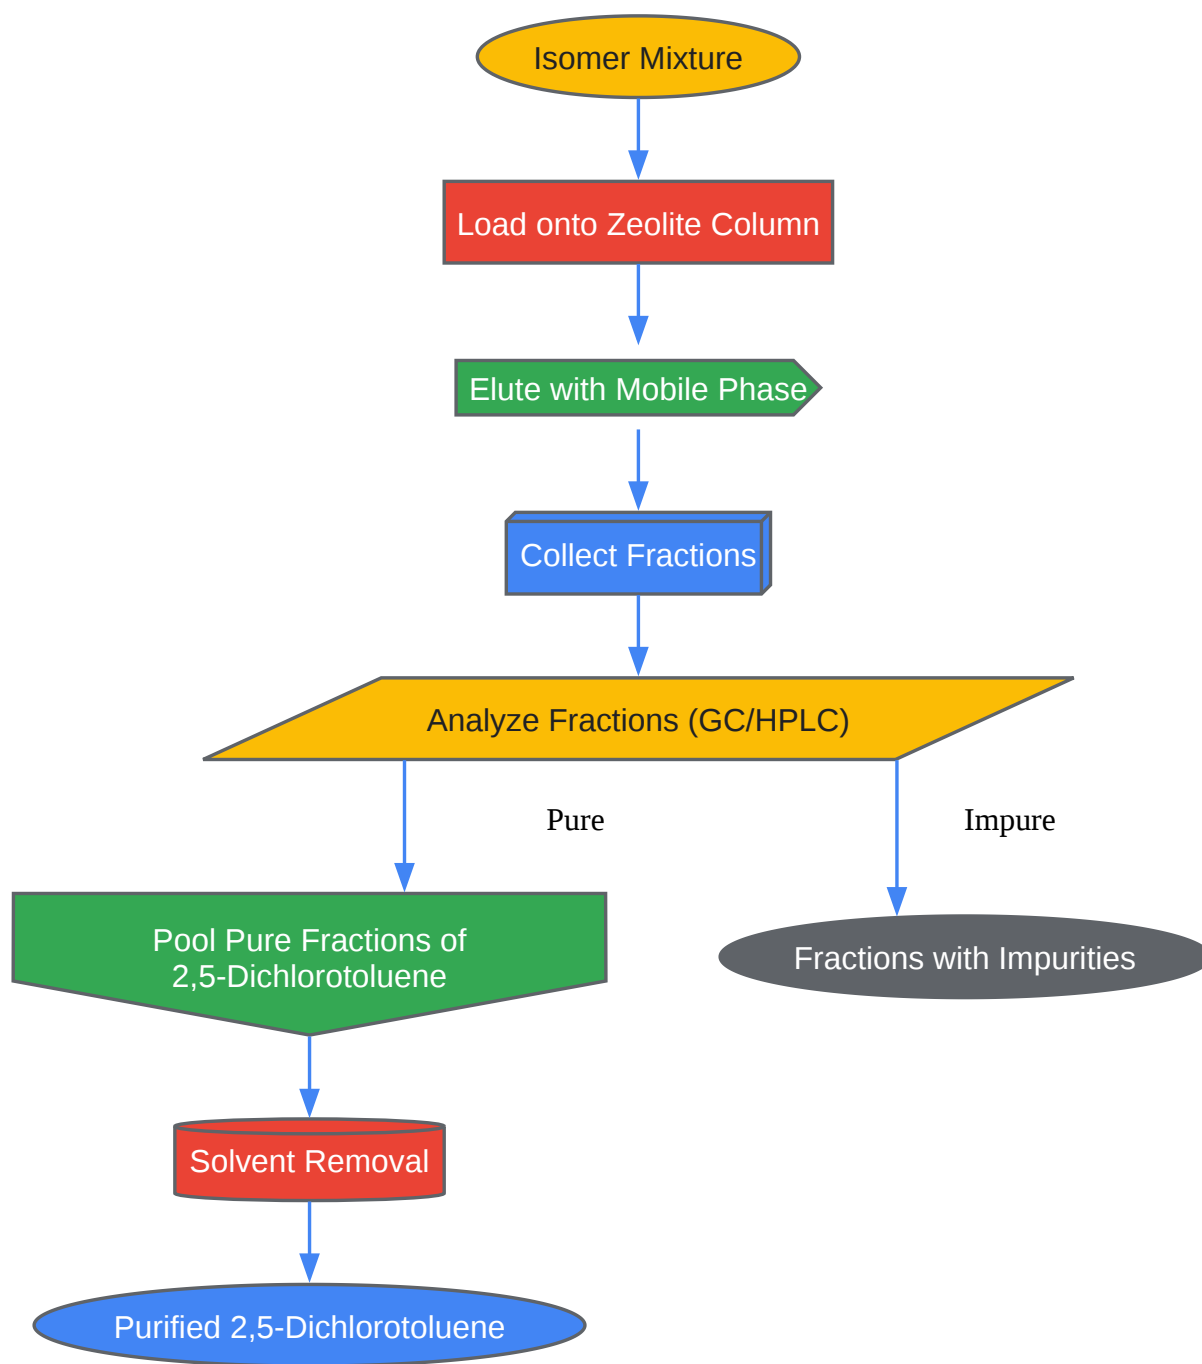 Isomer Mixture
Load onto Zeolite Column
Elute with Mobile Phase
Collect Fractions
Analyze Fractions (GC/HPLC)
Pure
Impure
Pool Pure Fractions of
2,5-Dichlorotoluene
Fractions with Impurities
Solvent Removal
Purified 2,5-Dichlorotoluene